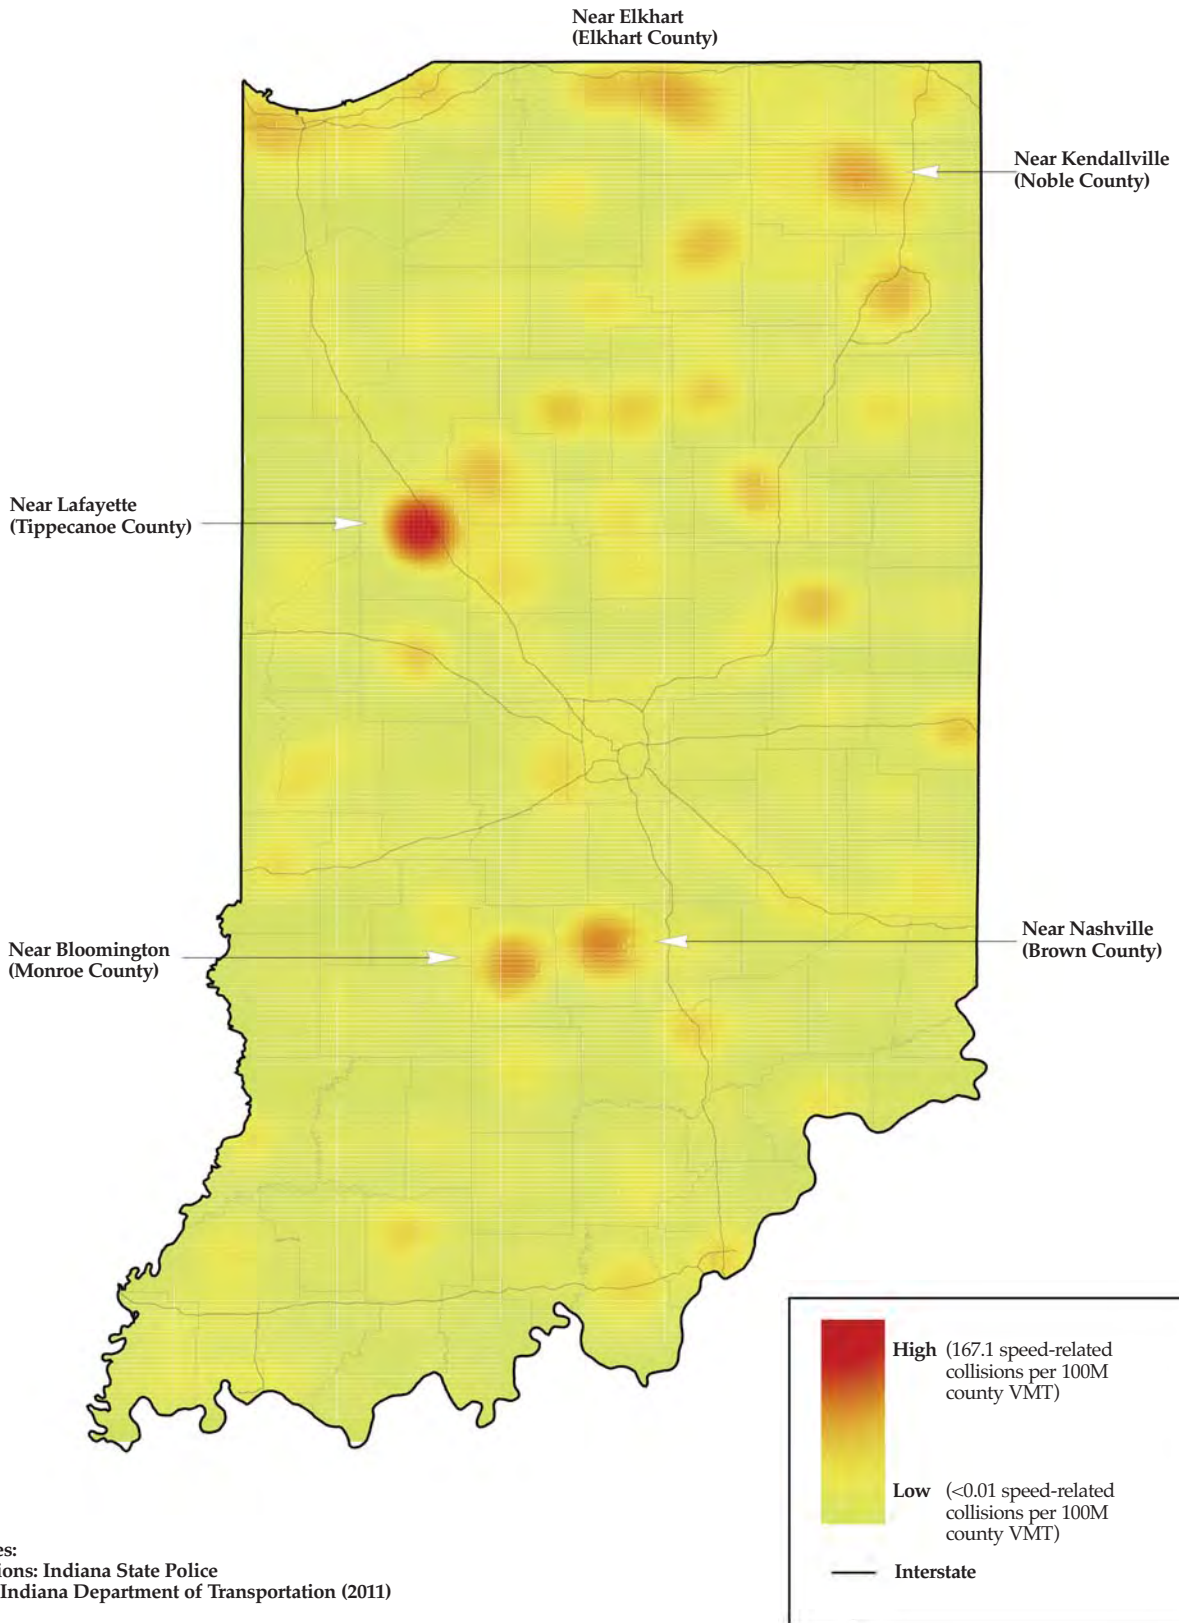 Near Elkhart
(Elkhart County)
Near Kendallville
(Noble County)
Near Lafayette
(Tippecanoe County)
Near Bloomington
(Monroe County)
Near Nashville
(Brown County)
High (167.1 speed-related
collisions per 100M
county VMT)
Low (<0.01 speed-related
collisions per 100M
county VMT)
Interstate
es:
ions: Indiana State Police
Indiana Department of Transportation (2011)